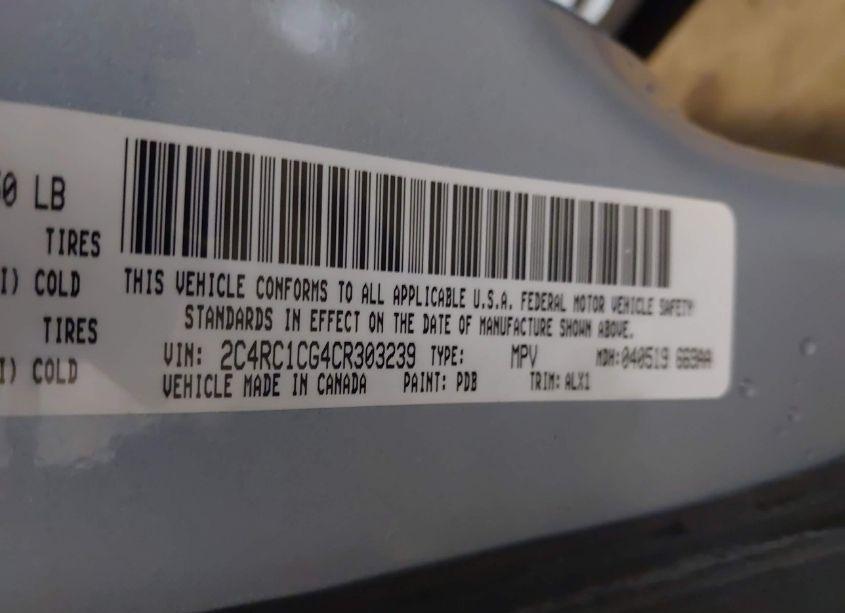 0 LB
TIRES
I) COLD
TIRES
I) COLD
THIS VEHICLE CONFORMS TO ALL APPLICABLE U.S.A. FEDERAL MOTOR VEHICLE SAFETY
STANDARDS IN EFFECT ON THE DATE OF MANUFACTURE SHOWN ABOVE.
VIN: 2C4RC1CG4CR303239 TYPE: MPV MDH: 040519
VEHICLE MADE IN CANADA PAINT: PDB TRIM: ALX1